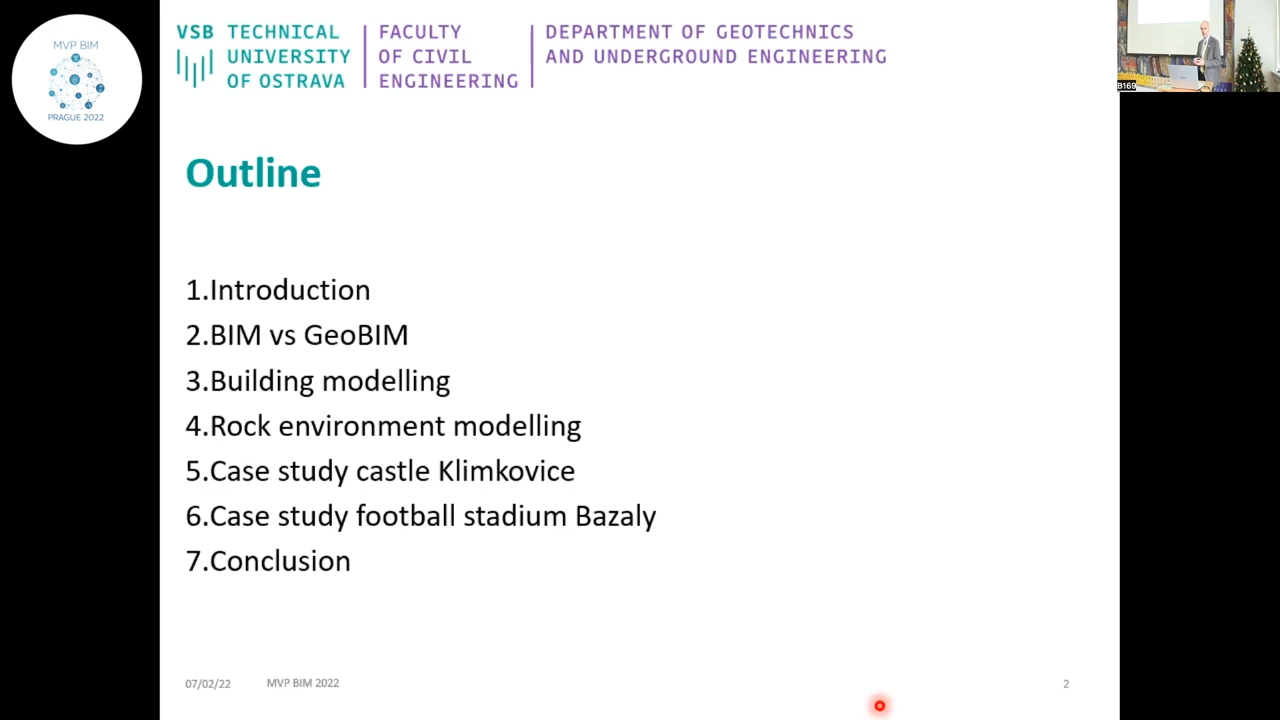 MVP BIM
PRAGUE 2022
VSB TECHNICAL
UNIVERSITY
OF OSTRAVA
FACULTY
OF CIVIL
ENGINEERING
DEPARTMENT OF GEOTECHNICS
AND UNDERGROUND ENGINEERING
B169
Outline
1.Introduction
2.BIM vs GeoBIM
3.Building modelling
4.Rock environment modelling
5.Case study castle Klimkovice
6.Case study football stadium Bazaly
7.Conclusion
07/02/22
MVP BIM 2022
2